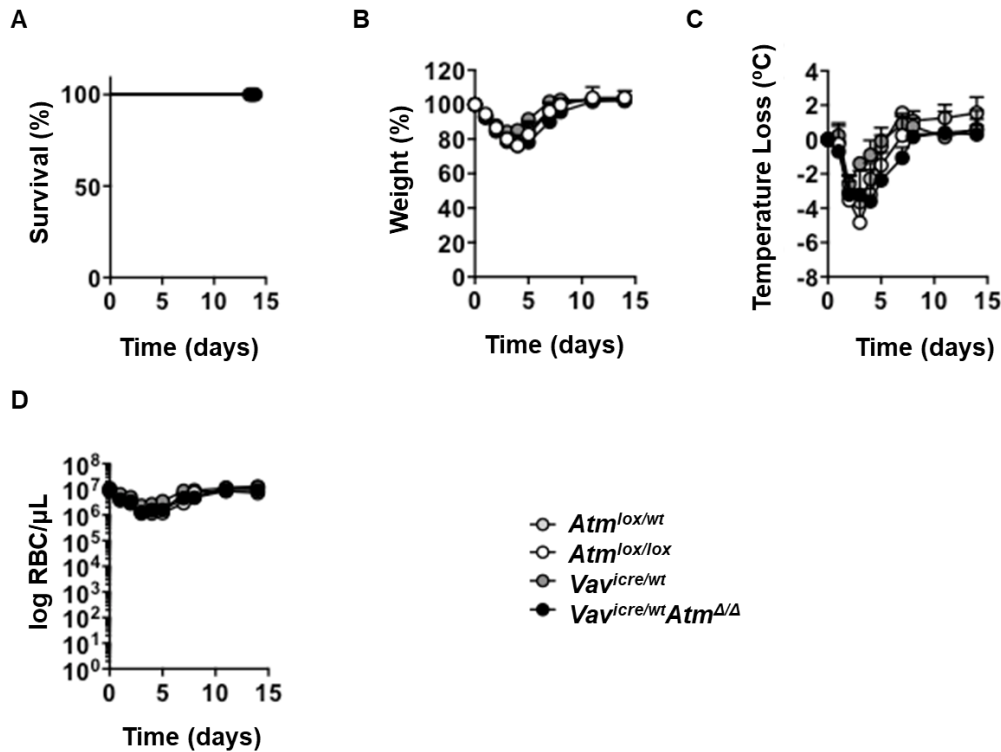 A
B
C
Survival (%)
100
50
0
0 5 10 15
Time (days)
Weight (%)
120
100
80
60
40
20
0
0 5 10 15
Time (days)
Temperature Loss (ºC)
4
2
0
-2
-4
-6
-8
0 5 10 15
Time (days)
D
log RBC/µL
10⁸
10⁷
10⁶
10⁵
10⁴
10³
10²
10¹
10⁰
0 5 10 15
Time (days)
Atm^lox/wt
Atm^lox/lox
Vav^icre/wt
Vav^icre/wt Atm^Δ/Δ